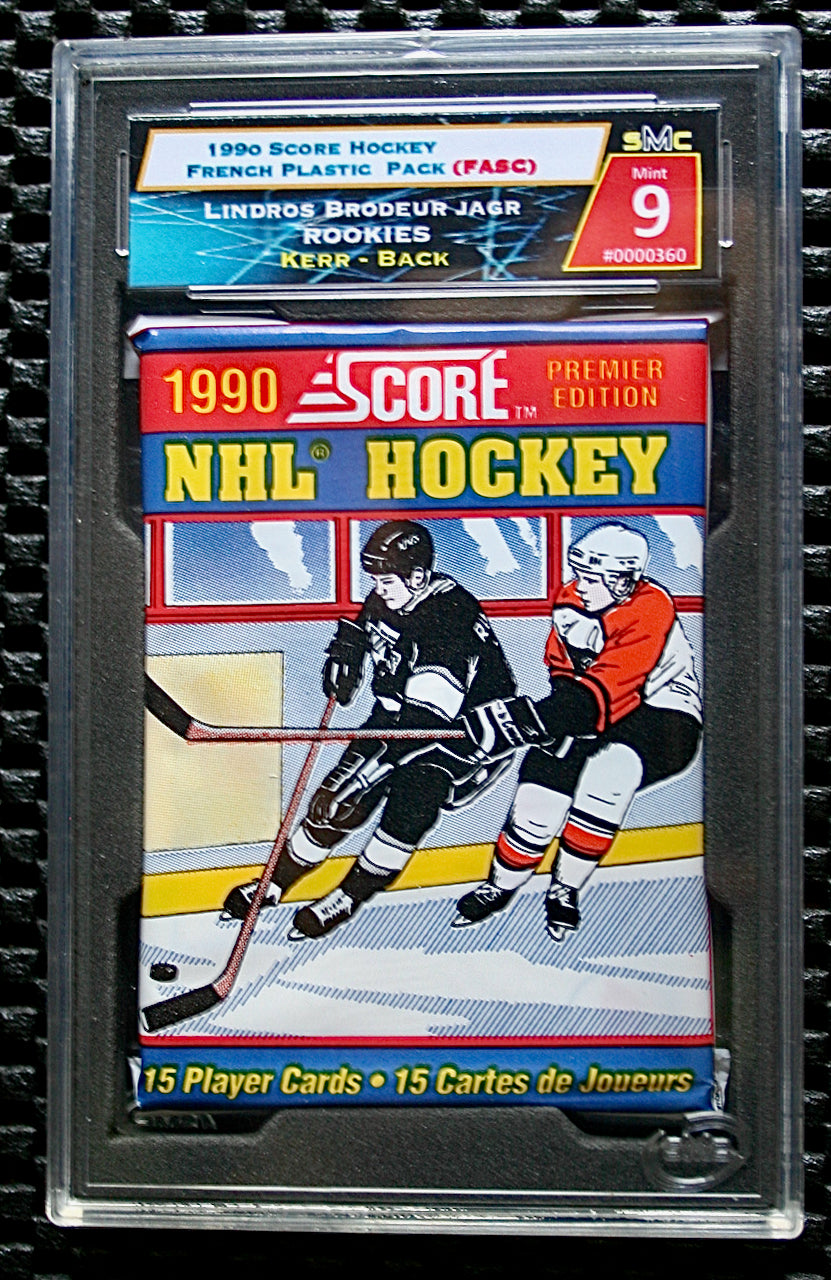 1990 Score Hockey
French Plastic Pack (FASC)
SMC
Mint
9
#0000360
Lindros Brodeur Jagr
Rookies
Kerr - Back
1990 SCORE™ PREMIER
EDITION
NHL® HOCKEY
15 Player Cards • 15 Cartes de Joueurs